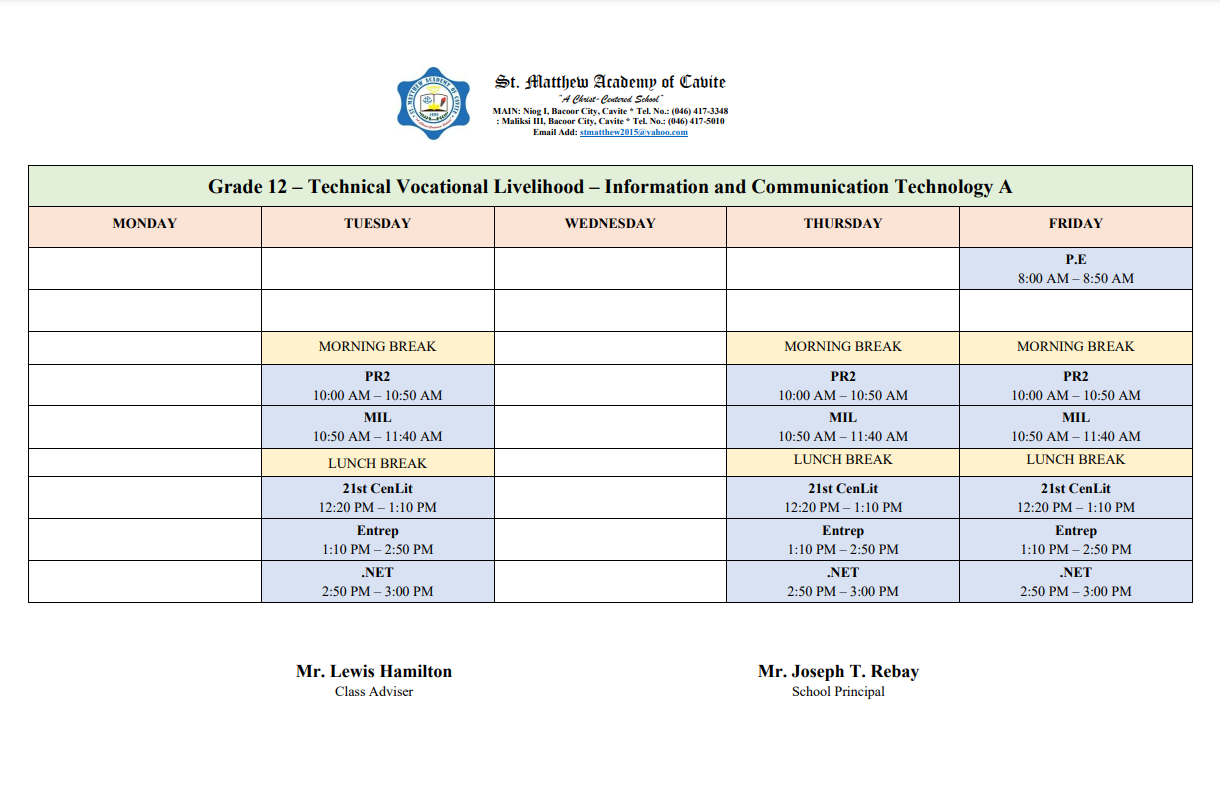 St. Matthew Academy of Cavite
"A Christ-Centered School"
MAIN: Niog I, Bacoor City, Cavite * Tel. No.: (046) 417-3348
: Maliksi III, Bacoor City, Cavite * Tel. No.: (046) 417-5010
Email Add: stmatthew2015@yahoo.com
ST. MATTHEW ACADEMY OF CAVITE
Grade 12 – Technical Vocational Livelihood – Information and Communication Technology A
MONDAY TUESDAY WEDNESDAY THURSDAY FRIDAY
P.E
8:00 AM – 8:50 AM
MORNING BREAK MORNING BREAK MORNING BREAK
PR2 PR2 PR2
10:00 AM – 10:50 AM 10:00 AM – 10:50 AM 10:00 AM – 10:50 AM
MIL MIL MIL
10:50 AM – 11:40 AM 10:50 AM – 11:40 AM 10:50 AM – 11:40 AM
LUNCH BREAK LUNCH BREAK LUNCH BREAK
21st CenLit 21st CenLit 21st CenLit
12:20 PM – 1:10 PM 12:20 PM – 1:10 PM 12:20 PM – 1:10 PM
Entrep Entrep Entrep
1:10 PM – 2:50 PM 1:10 PM – 2:50 PM 1:10 PM – 2:50 PM
.NET .NET .NET
2:50 PM – 3:00 PM 2:50 PM – 3:00 PM 2:50 PM – 3:00 PM
Mr. Lewis Hamilton Mr. Joseph T. Rebay
Class Adviser School Principal